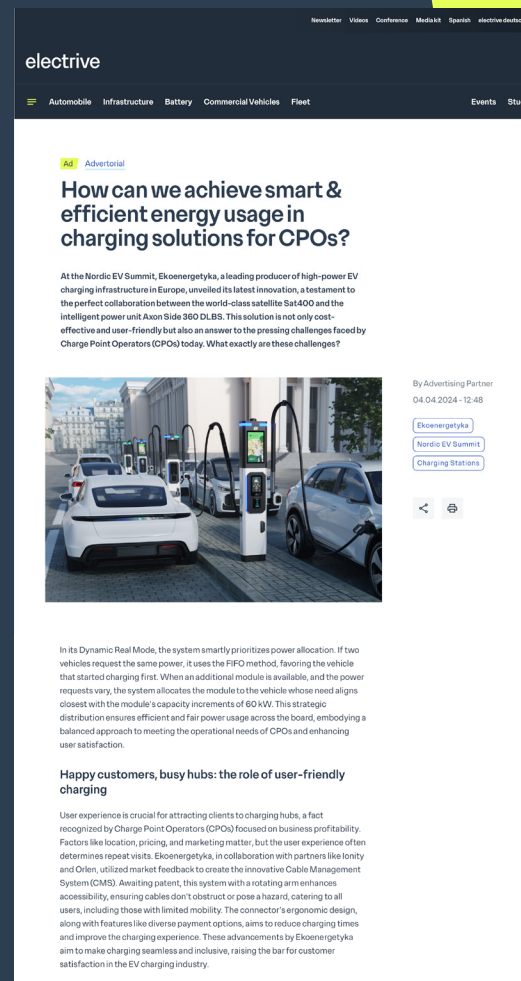 Newsletter Videos Conference Media kit Spanish electrive deutsc
electrive
Automobile Infrastructure Battery Commercial Vehicles Fleet Events Stu
Ad Advertorial
How can we achieve smart &
efficient energy usage in
charging solutions for CPOs?
At the Nordic EV Summit, Ekoenergetyka, a leading producer of high-power EV
charging infrastructure in Europe, unveiled its latest innovation, a testament to
the perfect collaboration between the world-class satellite Sat400 and the
intelligent power unit Axon Side 360 DLBS. This solution is not only cost-
effective and user-friendly but also an answer to the pressing challenges faced by
Charge Point Operators (CPOs) today. What exactly are these challenges?
By Advertising Partner
04.04.2024 - 12:48
Ekoenergetyka
Nordic EV Summit
Charging Stations
In its Dynamic Real Mode, the system smartly prioritizes power allocation. If two
vehicles request the same power, it uses the FIFO method, favoring the vehicle
that started charging first. When an additional module is available, and the power
requests vary, the system allocates the module to the vehicle whose need aligns
closest with the module's capacity increments of 60 kW. This strategic
distribution ensures efficient and fair power usage across the board, embodying a
balanced approach to meeting the operational needs of CPOs and enhancing
user satisfaction.
Happy customers, busy hubs: the role of user-friendly
charging
User experience is crucial for attracting clients to charging hubs, a fact
recognized by Charge Point Operators (CPOs) focused on business profitability.
Factors like location, pricing, and marketing matter, but the user experience often
determines repeat visits. Ekoenergetyka, in collaboration with partners like Ionity
and Orlen, utilized market feedback to create the innovative Cable Management
System (CMS). Awaiting patent, this system with a rotating arm enhances
accessibility, ensuring cables don't obstruct or pose a hazard, catering to all
users, including those with limited mobility. The connector's ergonomic design,
along with features like diverse payment options, aims to reduce charging times
and improve the charging experience. These advancements by Ekoenergetyka
aim to make charging seamless and inclusive, raising the bar for customer
satisfaction in the EV charging industry.